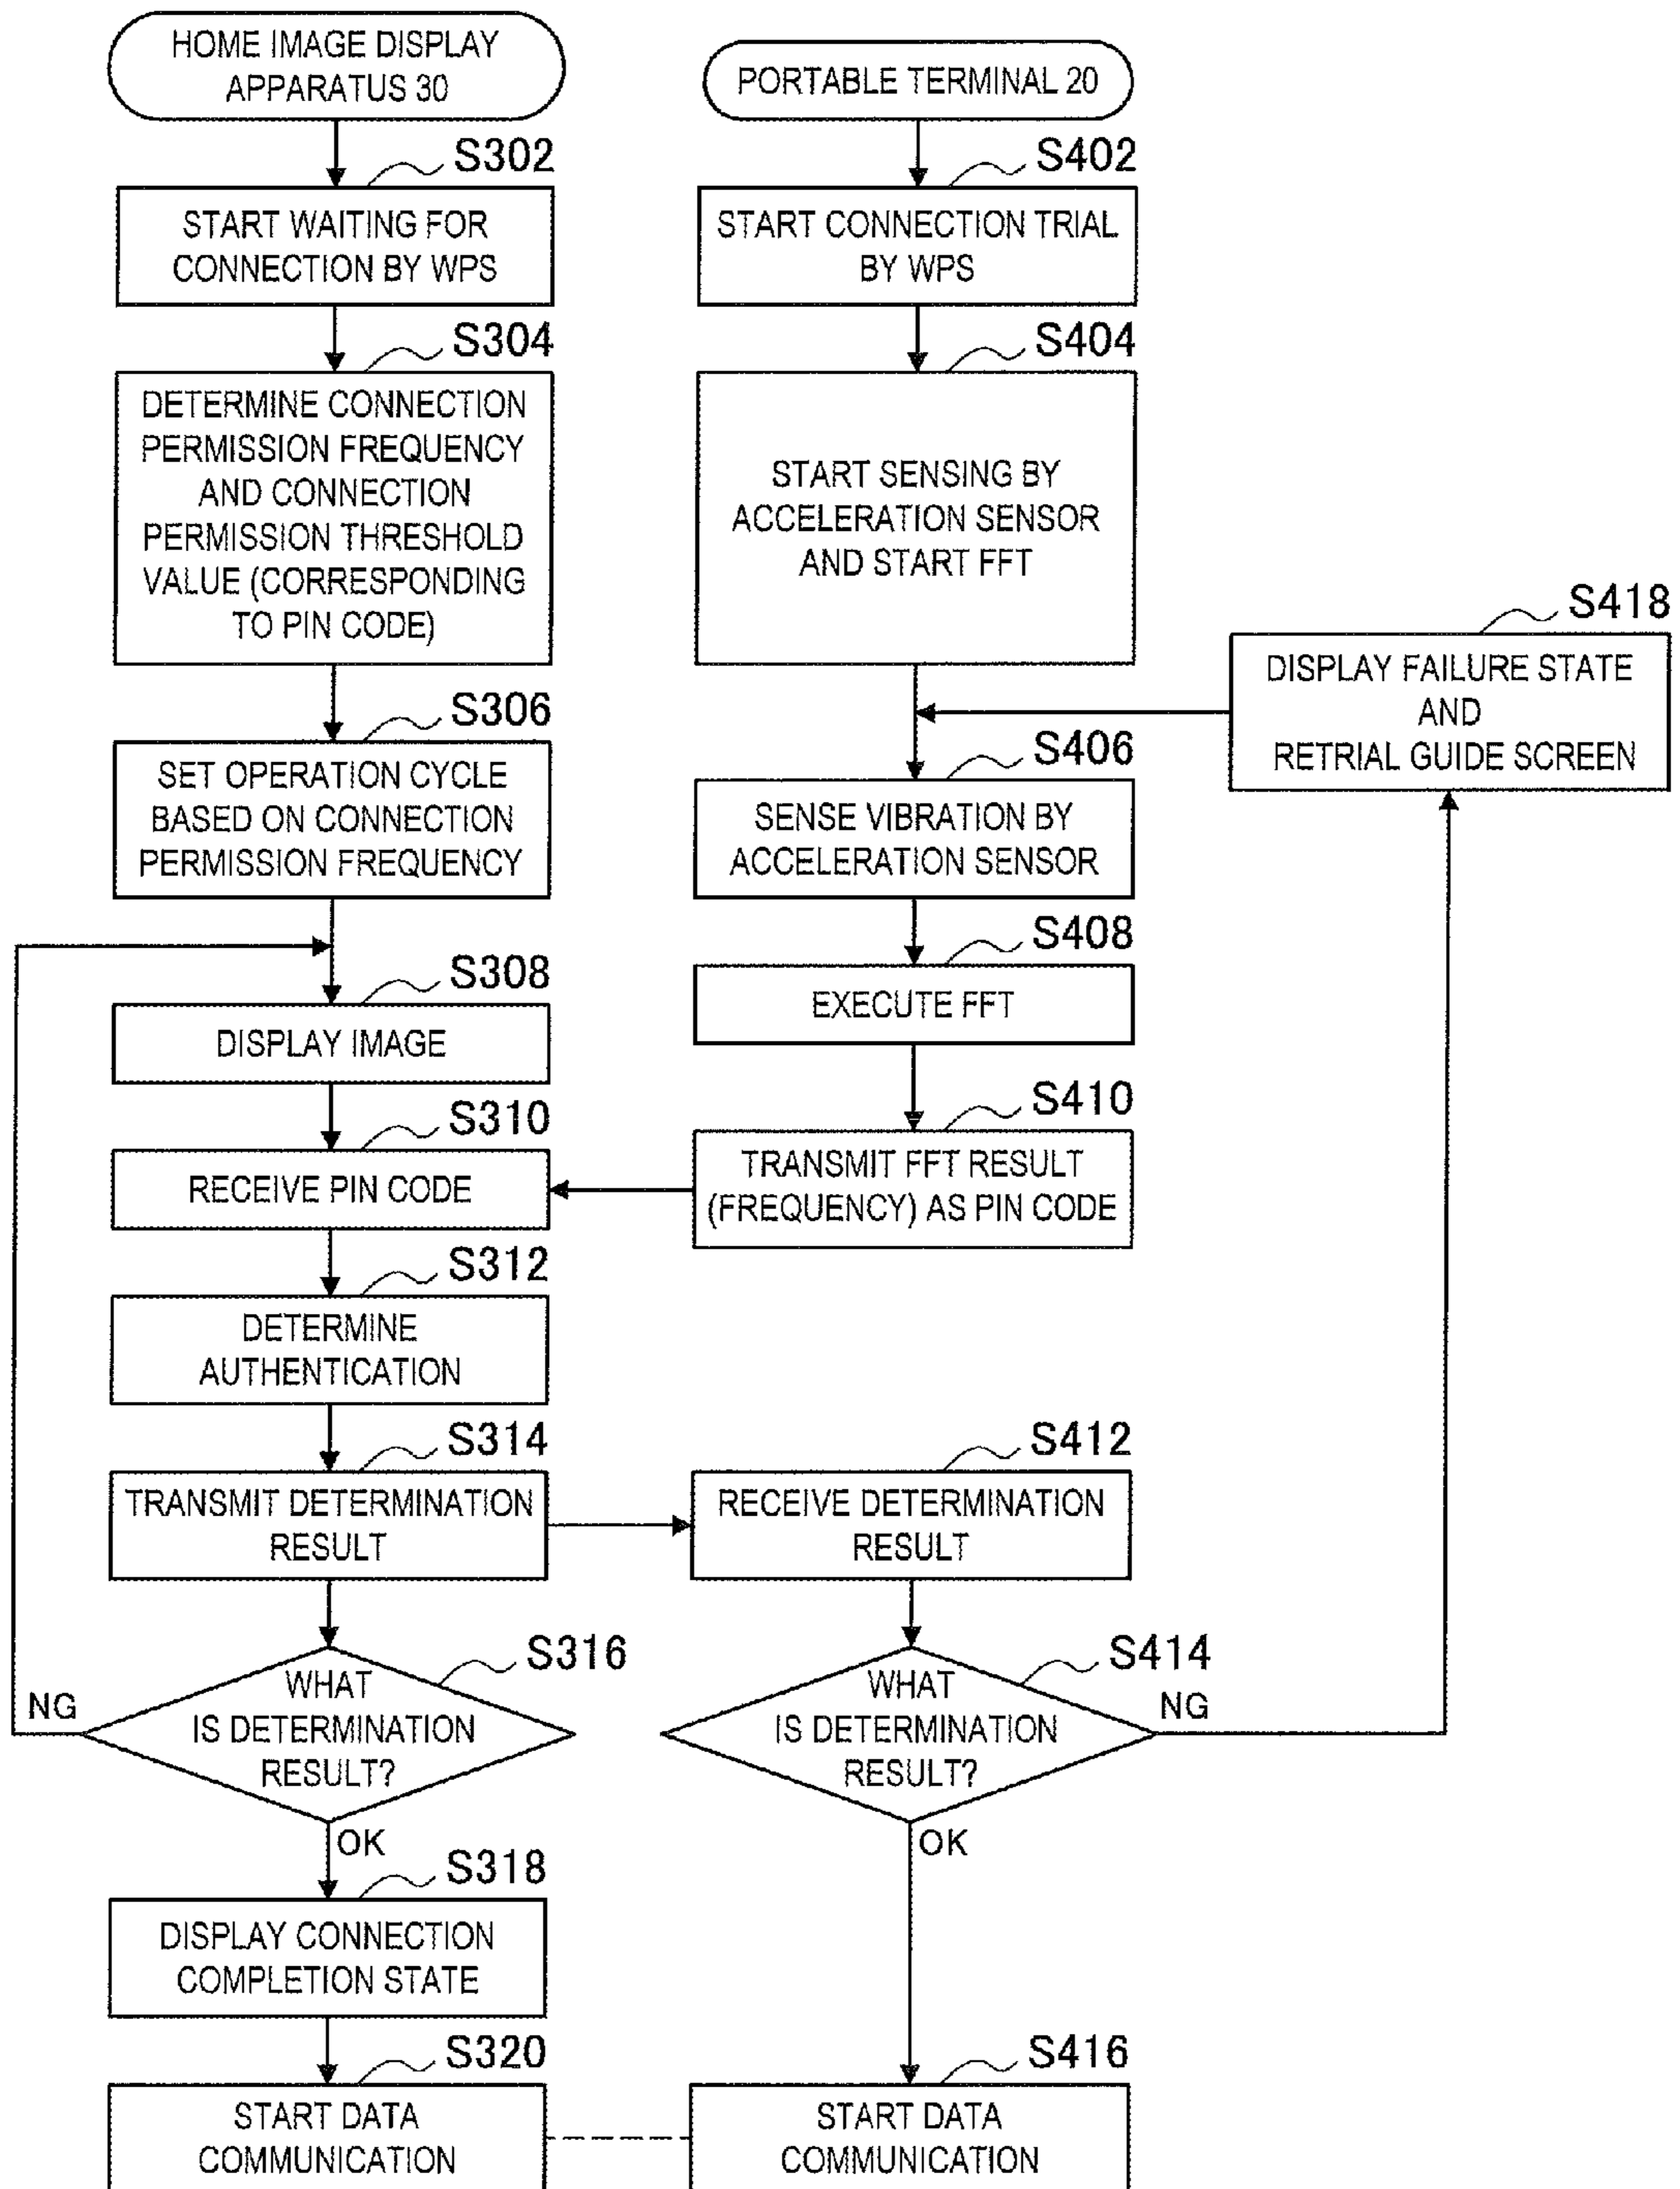 HOME IMAGE DISPLAY
APPARATUS 30
S302
START WAITING FOR
CONNECTION BY WPS
S304
DETERMINE CONNECTION
PERMISSION FREQUENCY
AND CONNECTION
PERMISSION THRESHOLD
VALUE (CORRESPONDING
TO PIN CODE)
S306
SET OPERATION CYCLE
BASED ON CONNECTION
PERMISSION FREQUENCY
S308
DISPLAY IMAGE
S310
RECEIVE PIN CODE
S312
DETERMINE
AUTHENTICATION
S314
TRANSMIT DETERMINATION
RESULT
S316
WHAT
IS DETERMINATION
RESULT?
NG
OK
S318
DISPLAY CONNECTION
COMPLETION STATE
S320
START DATA
COMMUNICATION
PORTABLE TERMINAL 20
S402
START CONNECTION TRIAL
BY WPS
S404
START SENSING BY
ACCELERATION SENSOR
AND START FFT
S406
SENSE VIBRATION BY
ACCELERATION SENSOR
S408
EXECUTE FFT
S410
TRANSMIT FFT RESULT
(FREQUENCY) AS PIN CODE
S412
RECEIVE DETERMINATION
RESULT
S414
WHAT
IS DETERMINATION
RESULT?
NG
OK
S416
START DATA
COMMUNICATION
S418
DISPLAY FAILURE STATE
AND
RETRIAL GUIDE SCREEN